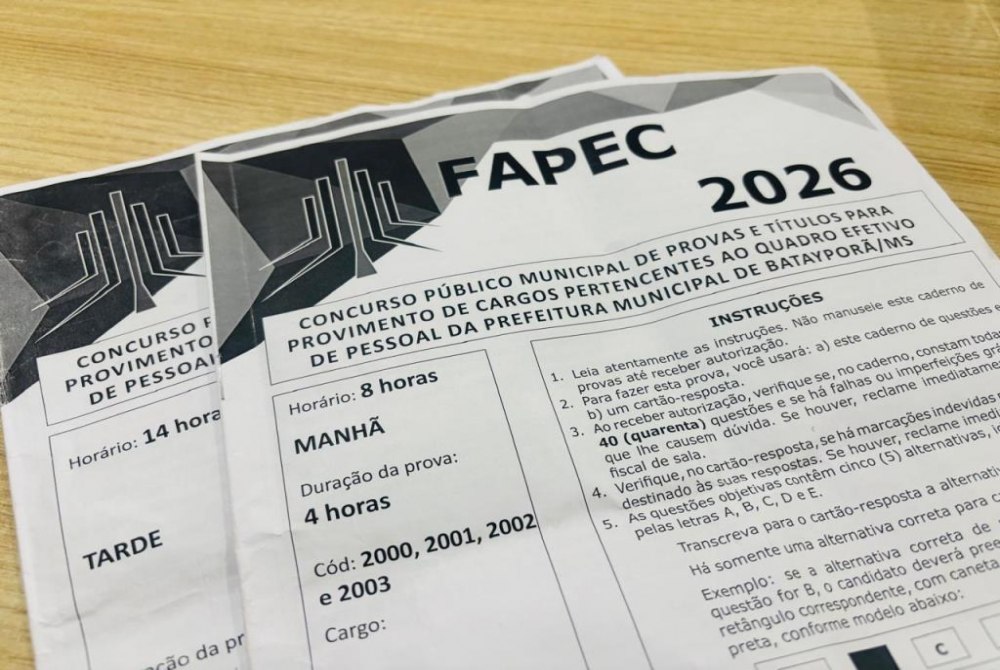 FAPEC
2026
CONCURSO PÚBLICO MUNICIPAL DE PROVAS E TÍTULOS PARA
PROVIMENTO DE CARGOS PERTENCENTES AO QUADRO EFETIVO
DE PESSOAL DA PREFEITURA MUNICIPAL DE BATAYPORÃ/MS
Horário: 8 horas
MANHÃ
Duração da prova:
4 horas
Cód: 2000, 2001, 2002
e 2003
Cargo:
INSTRUÇÕES
1. Leia atentamente as instruções. Não manuseie este caderno de
provas até receber autorização.
2. Para fazer esta prova, você usará: a) este caderno de questões
b) um cartão-resposta.
3. Ao receber autorização, verifique se, no caderno, constam
40 (quarenta) questões e se há falhas ou imperfeições
que lhe causem dúvida. Se houver, reclame
fiscal de sala.
4. Verifique, no cartão-resposta, se há marcações indevidas
destinado às suas respostas. Se houver, reclame
5. As questões objetivas contêm cinco (5) alternativas,
pelas letras A, B, C, D e E.
Transcreva para o cartão-resposta a
Há somente uma alternativa correta para
Exemplo: se a alternativa correta de
questão for B, o candidato deverá
retângulo correspondente, com caneta
preta, conforme modelo abaixo:
C
CONCURSO
PROVIMENTO
DE
Horário: 14
TARDE
da